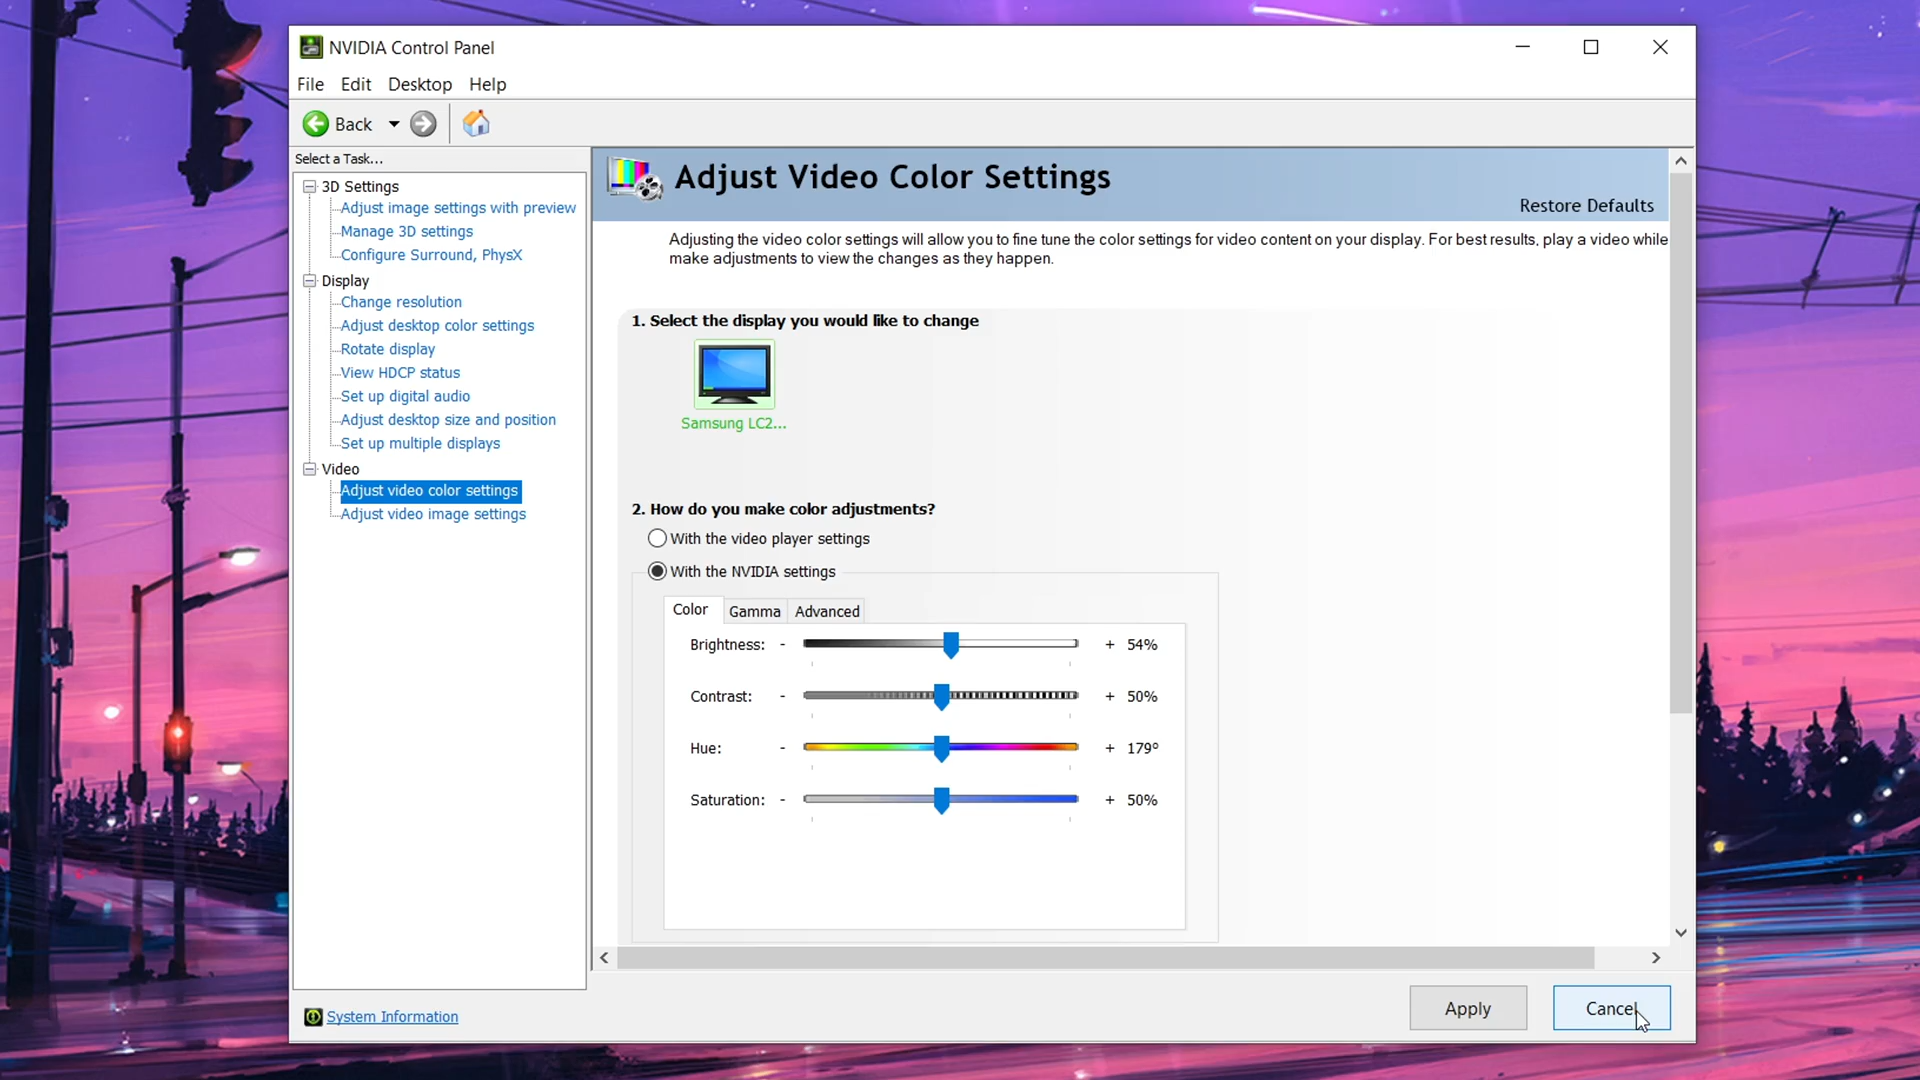 NVIDIA Control Panel
File Edit Desktop Help
Back
Select a Task...
3D Settings
Adjust image settings with preview
Manage 3D settings
Configure Surround, PhysX
Display
Change resolution
Adjust desktop color settings
Rotate display
View HDCP status
Set up digital audio
Adjust desktop size and position
Set up multiple displays
Video
Adjust video color settings
Adjust video image settings
System Information
Adjust Video Color Settings
Restore Defaults
Adjusting the video color settings will allow you to fine tune the color settings for video content on your display. For best results, play a video while
make adjustments to view the changes as they happen.
1. Select the display you would like to change
Samsung LC2...
2. How do you make color adjustments?
With the video player settings
With the NVIDIA settings
Color Gamma Advanced
Brightness: - + 54%
Contrast: - + 50%
Hue: - + 179°
Saturation: - + 50%
Apply Cancel